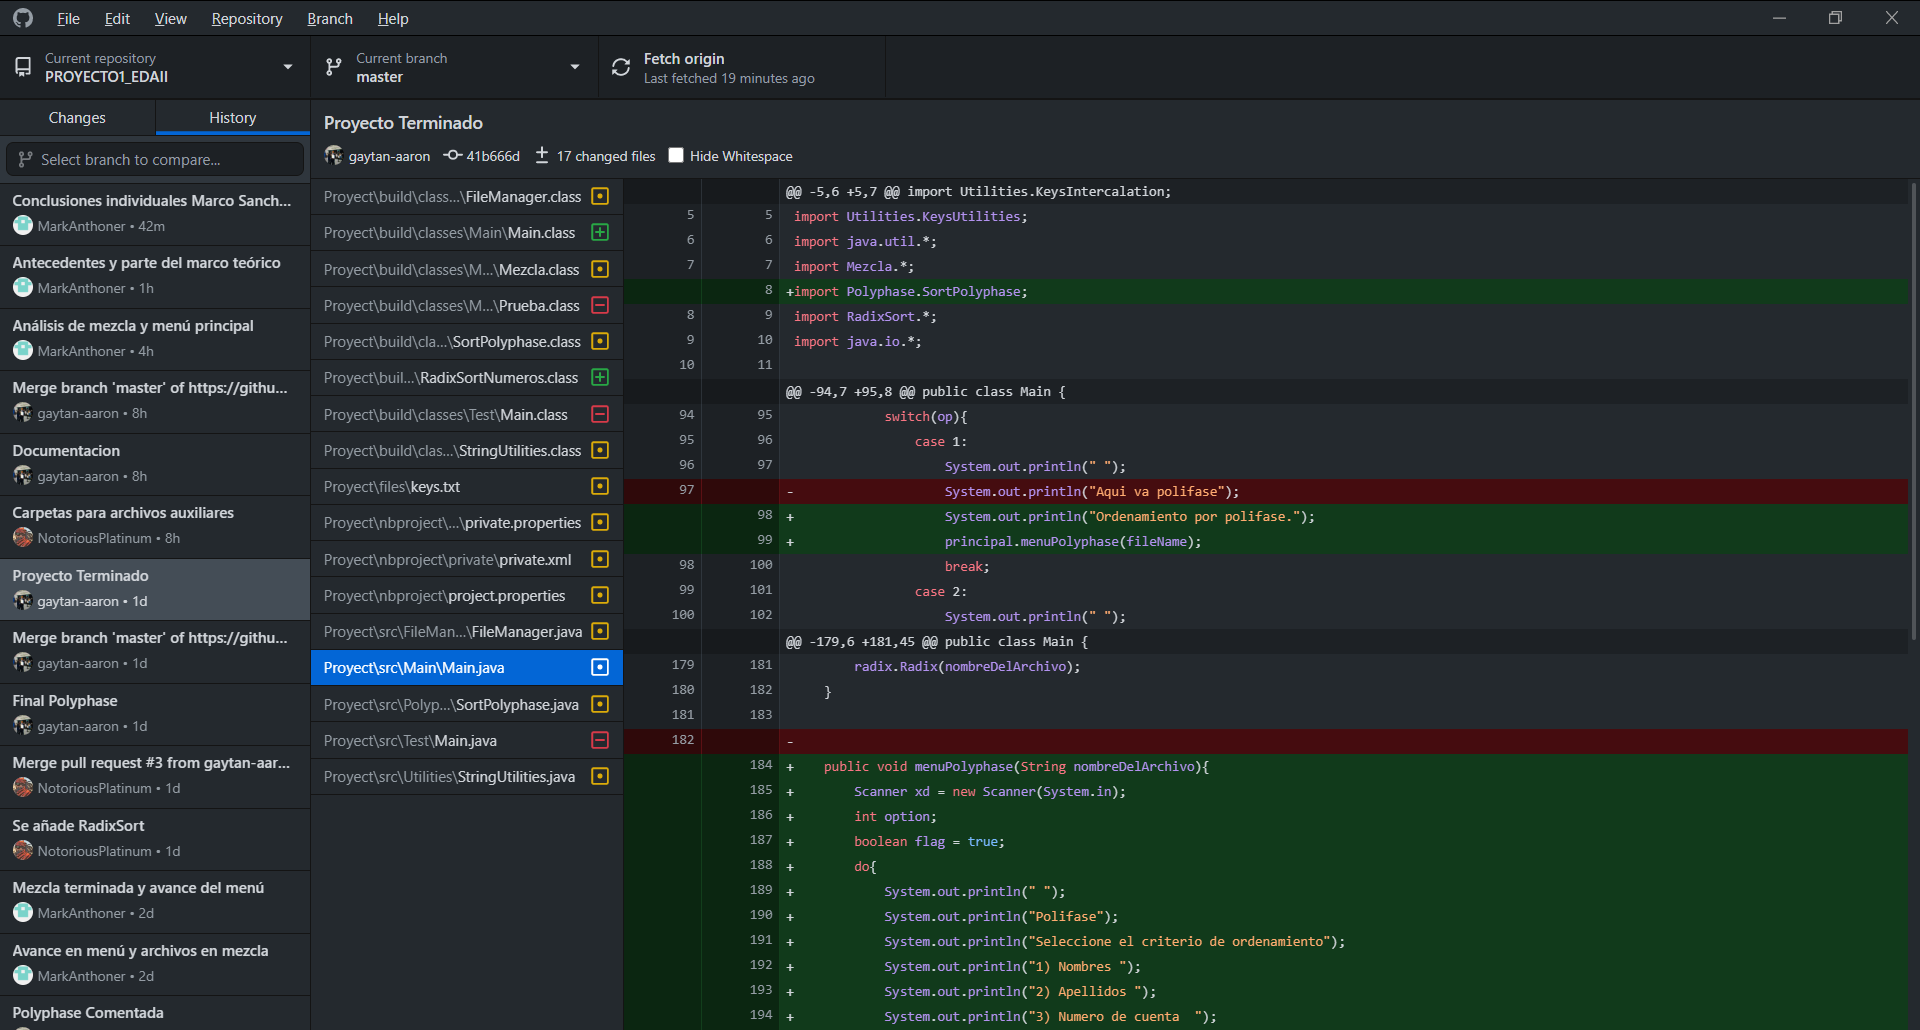 File Edit View Repository Branch Help
Current repository
PROYECTO1_EDAII
Current branch
master
Fetch origin
Last fetched 19 minutes ago
Changes
History
Select branch to compare...
Conclusiones individuales Marco Sanch...
MarkAnthoner • 42m
Antecedentes y parte del marco teórico
MarkAnthoner • 1h
Análisis de mezcla y menú principal
MarkAnthoner • 4h
Merge branch 'master' of https://githu...
gaytan-aaron • 8h
Documentacion
gaytan-aaron • 8h
Carpetas para archivos auxiliares
NotoriousPlatinum • 8h
Proyecto Terminado
gaytan-aaron • 1d
Merge branch 'master' of https://githu...
gaytan-aaron • 1d
Final Polyphase
gaytan-aaron • 1d
Merge pull request #3 from gaytan-aar...
NotoriousPlatinum • 1d
Se añade RadixSort
NotoriousPlatinum • 1d
Mezcla terminada y avance del menú
MarkAnthoner • 2d
Avance en menú y archivos en mezcla
MarkAnthoner • 2d
Polyphase Comentada
Proyecto Terminado
gaytan-aaron 41b666d 17 changed files Hide Whitespace
Proyect\build\class...\FileManager.class
Proyect\build\classes\Main\Main.class
Proyect\build\classes\M...\Mezcla.class
Proyect\build\classes\M...\Prueba.class
Proyect\build\cla...\SortPolyphase.class
Proyect\buil...\RadixSortNumeros.class
Proyect\build\classes\Test\Main.class
Proyect\build\clas...\StringUtilities.class
Proyect\files\keys.txt
Proyect\nbproject\...\private.properties
Proyect\nbproject\private\private.xml
Proyect\nbproject\project.properties
Proyect\src\FileMan...\FileManager.java
Proyect\src\Main\Main.java
Proyect\src\Polyp...\SortPolyphase.java
Proyect\src\Test\Main.java
Proyect\src\Utilities\StringUtilities.java
@@ -5,6 +5,7 @@ import Utilities.KeysIntercalation;
5 5 import Utilities.KeysUtilities;
6 6 import java.util.*;
7 7 import Mezcla.*;
8 +import Polyphase.SortPolyphase;
8 9 import RadixSort.*;
9 10 import java.io.*;
10 11
@@ -94,7 +95,8 @@ public class Main {
94 95 switch(op){
95 96 case 1:
96 97 System.out.println(" ");
97 - System.out.println("Aqui va polifase");
98 + System.out.println("Ordenamiento por polifase.");
99 + principal.menuPolyphase(fileName);
98 100 break;
99 101 case 2:
100 102 System.out.println(" ");
@@ -179,6 +181,45 @@ public class Main {
179 181 radix.Radix(nombreDelArchivo);
180 182 }
181 183
182 -
184 + public void menuPolyphase(String nombreDelArchivo){
185 + Scanner xd = new Scanner(System.in);
186 + int option;
187 + boolean flag = true;
188 + do{
189 + System.out.println(" ");
190 + System.out.println("Polifase");
191 + System.out.println("Seleccione el criterio de ordenamiento");
192 + System.out.println("1) Nombres ");
193 + System.out.println("2) Apellidos ");
194 + System.out.println("3) Numero de cuenta  ");